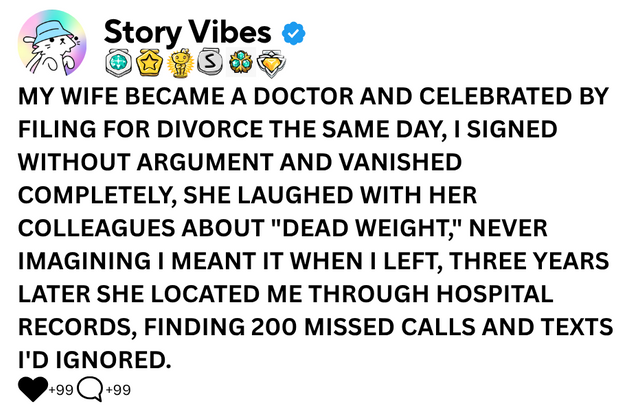 Story Vibes
S
MY WIFE BECAME A DOCTOR AND CELEBRATED BY
FILING FOR DIVORCE THE SAME DAY, I SIGNED
WITHOUT ARGUMENT AND VANISHED
COMPLETELY, SHE LAUGHED WITH HER
COLLEAGUES ABOUT "DEAD WEIGHT," NEVER
IMAGINING I MEANT IT WHEN I LEFT, THREE YEARS
LATER SHE LOCATED ME THROUGH HOSPITAL
RECORDS, FINDING 200 MISSED CALLS AND TEXTS
I'D IGNORED.
+99 +99